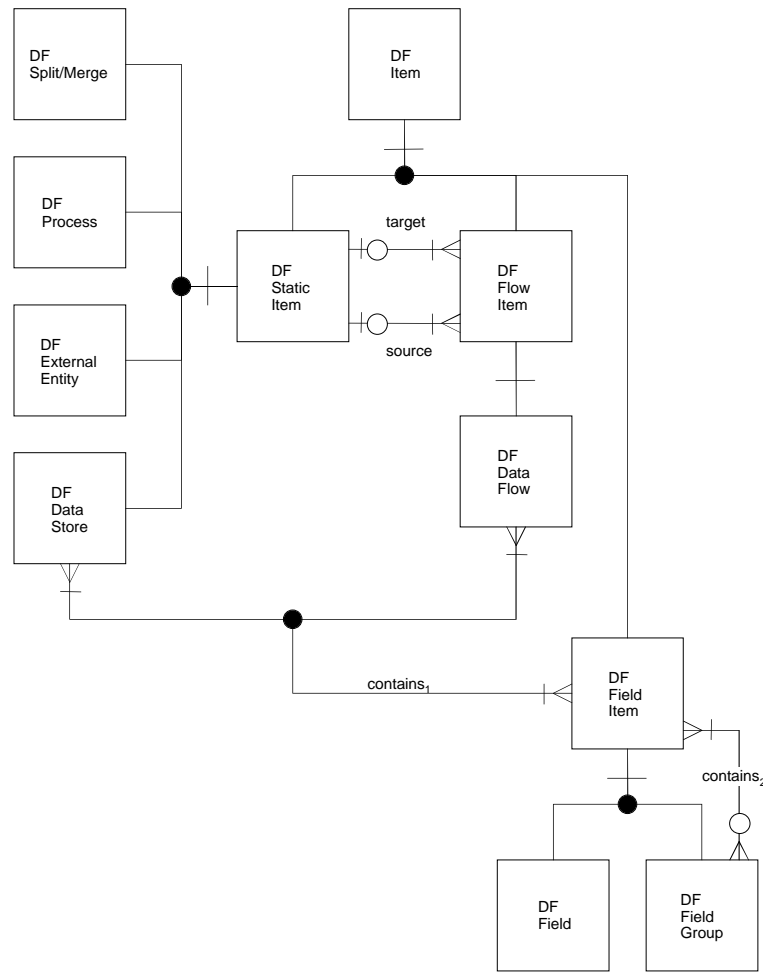 DF
Split/Merge
DF
Item
DF
Process
target
DF
Static
Item
DF
Flow
Item
source
DF
External
Entity
DF
Data
Store
DF
Data
Flow
contains₁
DF
Field
Item
contains₂
DF
Field
DF
Field
Group